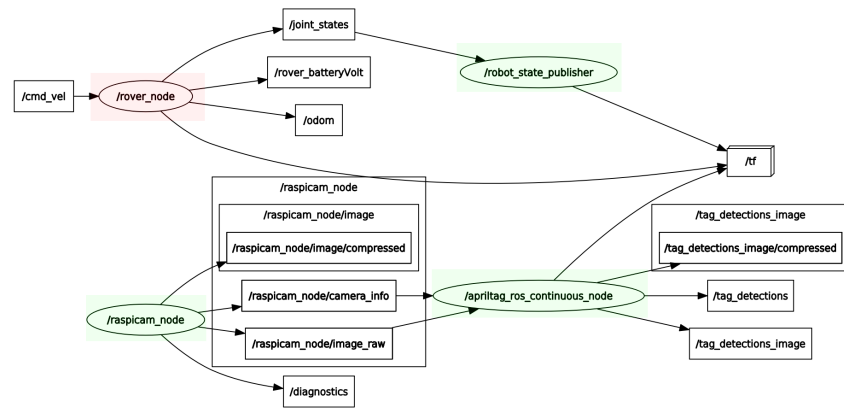 /joint_states
/rover_batteryVolt
/robot_state_publisher
/cmd_vel
/rover_node
/odom
/tf
/raspicam_node
/raspicam_node/image
/raspicam_node/image/compressed
/raspicam_node/camera_info
/raspicam_node/image_raw
/raspicam_node
/diagnostics
/apriltag_ros_continuous_node
/tag_detections_image
/tag_detections_image/compressed
/tag_detections
/tag_detections_image